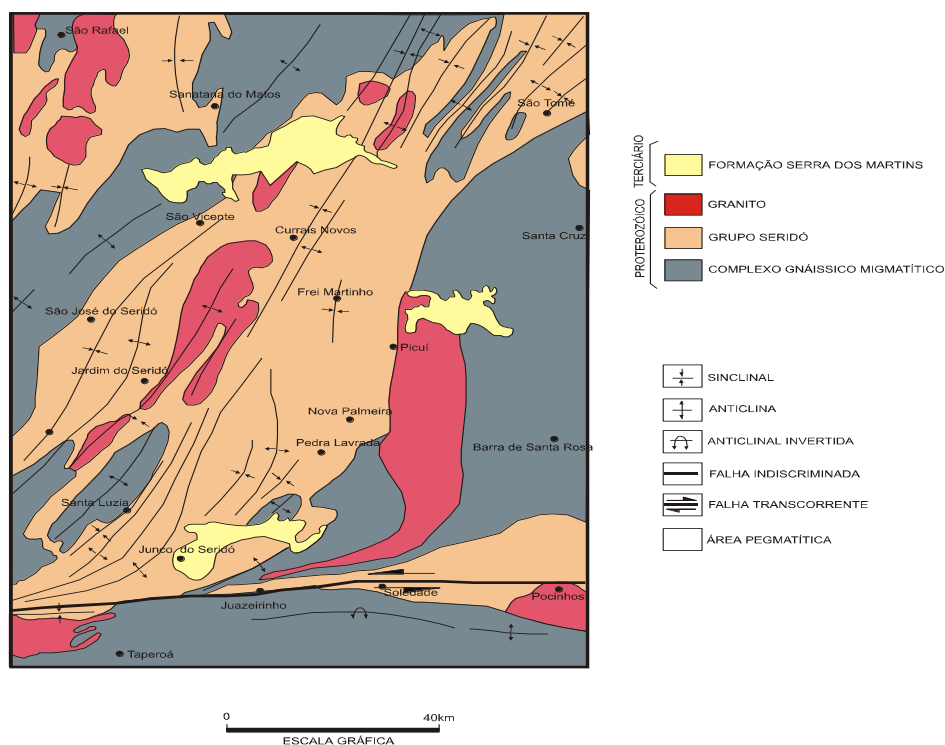 São Rafael
Sanatana do Matos
São Tomé
São Vicente
Currais Novos
Santa Cruz
Frei Martinho
São José do Seridó
Picuí
Jardim do Seridó
Nova Palmeira
Pedra Lavrada
Barra de Santa Rosa
Santa Luzia
Junco do Seridó
Juazeirinho
Soledade
Pocinhos
Taperoá
0 40km
ESCALA GRÁFICA
TERCIÁRIO
FORMAÇÃO SERRA DOS MARTINS
PROTEROZÓICO
GRANITO
GRUPO SERIDÓ
COMPLEXO GNÁISSICO MIGMATÍTICO
SINCLINAL
ANTICLINA
ANTICLINAL INVERTIDA
FALHA INDISCRIMINADA
FALHA TRANSCORRENTE
ÁREA PEGMATÍTICA